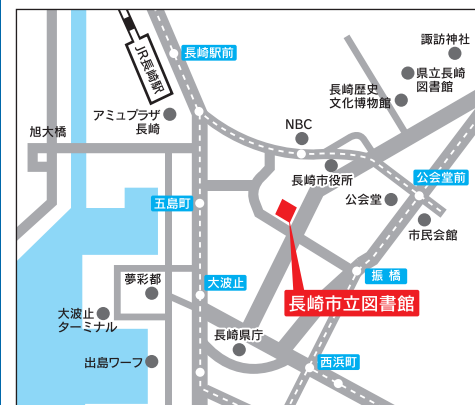 諏訪神社
長崎駅前
県立長崎
図書館
JR長崎駅
長崎歴史
文化博物館
アミュプラザ
長崎
NBC
旭大橋
長崎市役所
公会堂前
公会堂
五島町
市民会館
夢彩都
大波止
振橋
長崎市立図書館
大波止
ターミナル
長崎県庁
出島ワーフ
西浜町